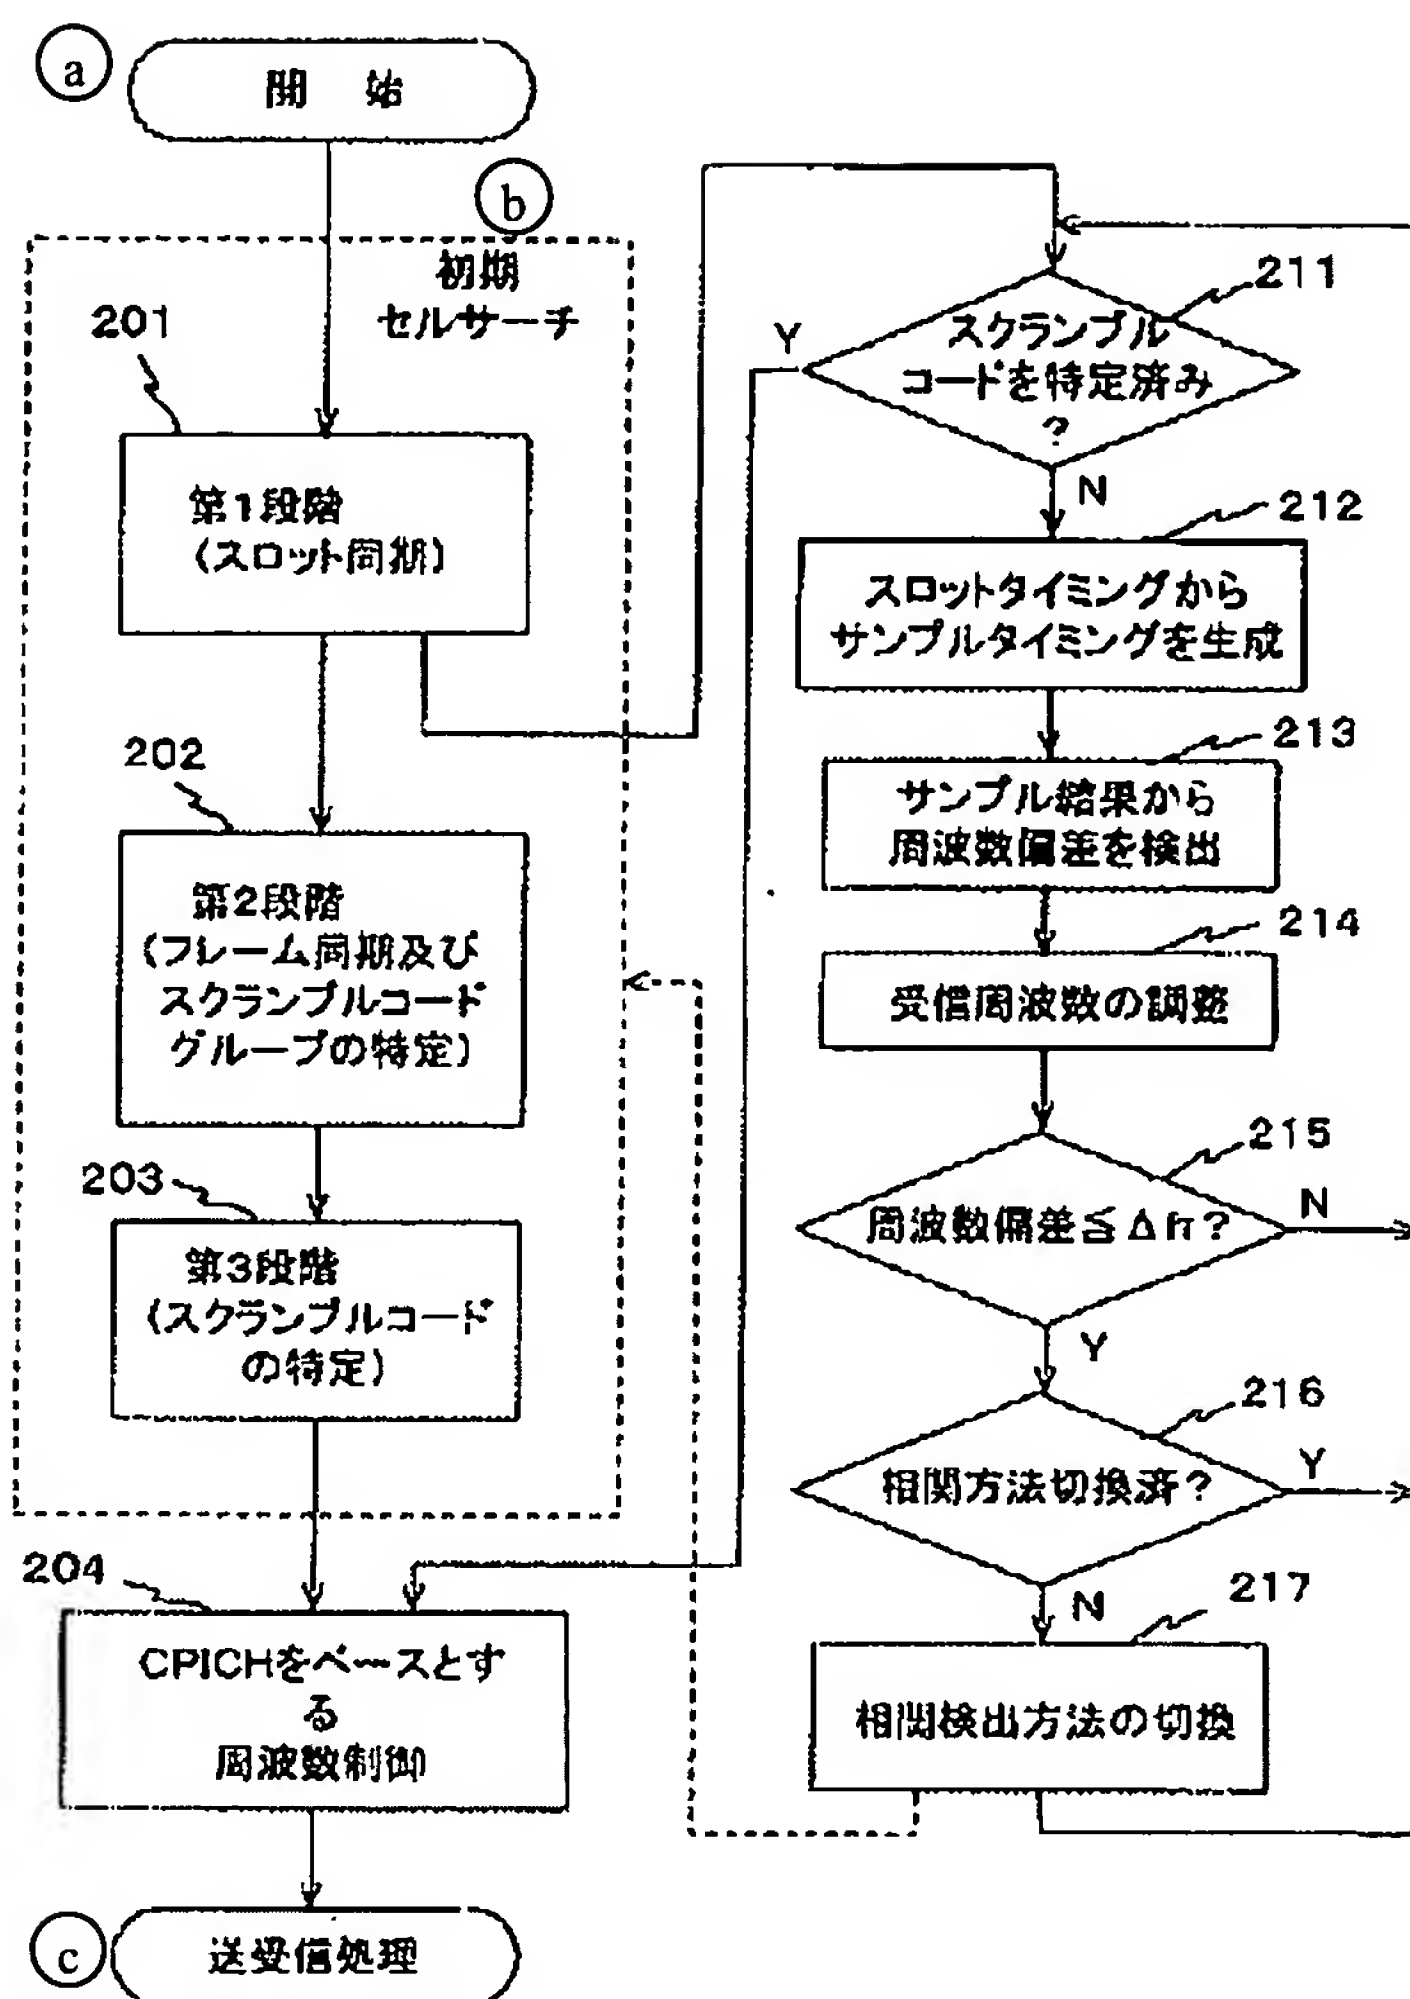 a
開 始
b
初期
セルサーチ
201
第1段階
(スロット同期)
202
第2段階
(フレーム同期及び
スクランブルコード
グループの特定)
203
第3段階
(スクランブルコード
の特定)
204
CPICHをベースとす
る
周波数制御
c
送受信処理
211
スクランブル
コードを特定済み
?
Y
N
212
スロットタイミングから
サンプルタイミングを生成
213
サンプル結果から
周波数偏差を検出
214
受信周波数の調整
215
周波数偏差≦Δf?
N
Y
216
相関方法切換済?
Y
N
217
相関検出方法の切換